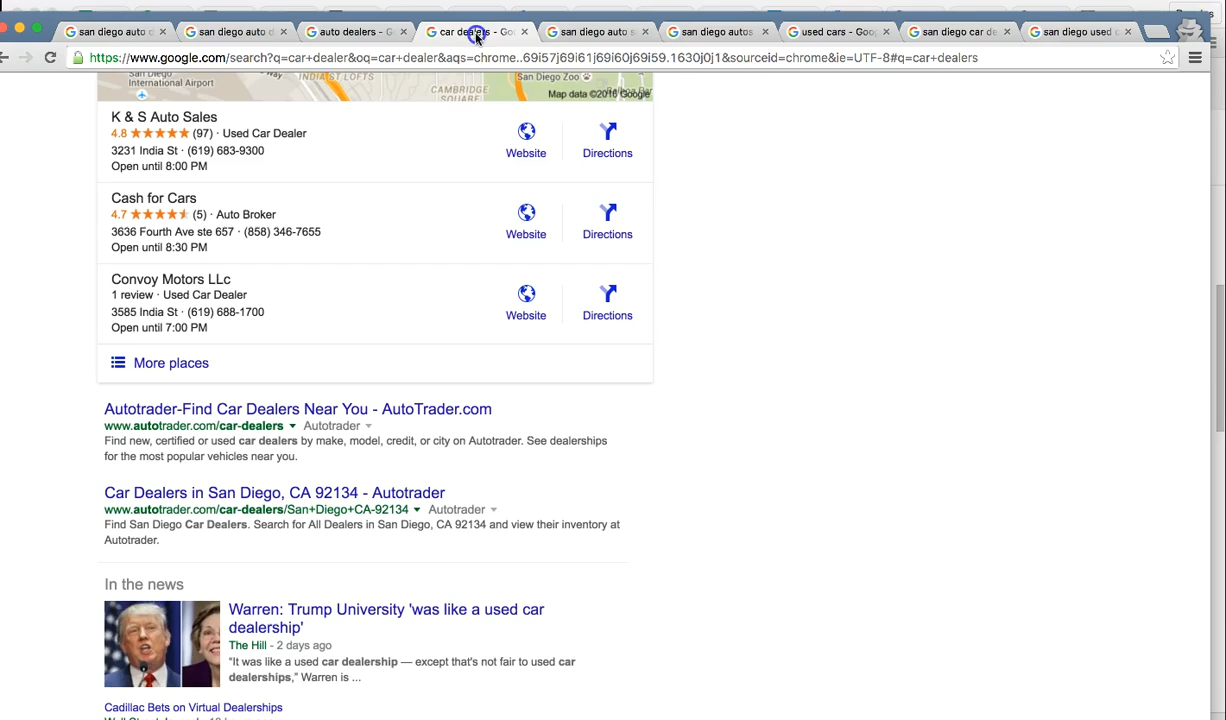 san diego auto d
san diego auto d
auto dealers - G
car dealers - Go
san diego auto s
san diego autos
used cars - Goo
san diego car de
san diego used c
https://www.google.com/search?q=car+dealer&oq=car+dealer&aqs=chrome..69i57j69i61j69i60j69i59.1630j0j1&sourceid=chrome&ie=UTF-8#q=car+dealers
San Diego
International Airport
INDIAST LOFTS
CAMBRIDGE
SQUARE
San Diego Zoo
Map data ©2016 Google
K & S Auto Sales
4.8 ★★★★★ (97) · Used Car Dealer
3231 India St · (619) 683-9300
Open until 8:00 PM
Website
Directions
Cash for Cars
4.7 ★★★★★ (5) · Auto Broker
3636 Fourth Ave ste 657 · (858) 346-7655
Open until 8:30 PM
Website
Directions
Convoy Motors LLc
1 review · Used Car Dealer
3585 India St · (619) 688-1700
Open until 7:00 PM
Website
Directions
More places
Autotrader-Find Car Dealers Near You - AutoTrader.com
www.autotrader.com/car-dealers ▼ Autotrader ▼
Find new, certified or used car dealers by make, model, credit, or city on Autotrader. See dealerships
for the most popular vehicles near you.
Car Dealers in San Diego, CA 92134 - Autotrader
www.autotrader.com/car-dealers/San+Diego+CA-92134 ▼ Autotrader ▼
Find San Diego Car Dealers. Search for All Dealers in San Diego, CA 92134 and view their inventory at
Autotrader.
In the news
Warren: Trump University 'was like a used car
dealership'
The Hill - 2 days ago
"It was like a used car dealership — except that's not fair to used car
dealerships," Warren is ...
Cadillac Bets on Virtual Dealerships